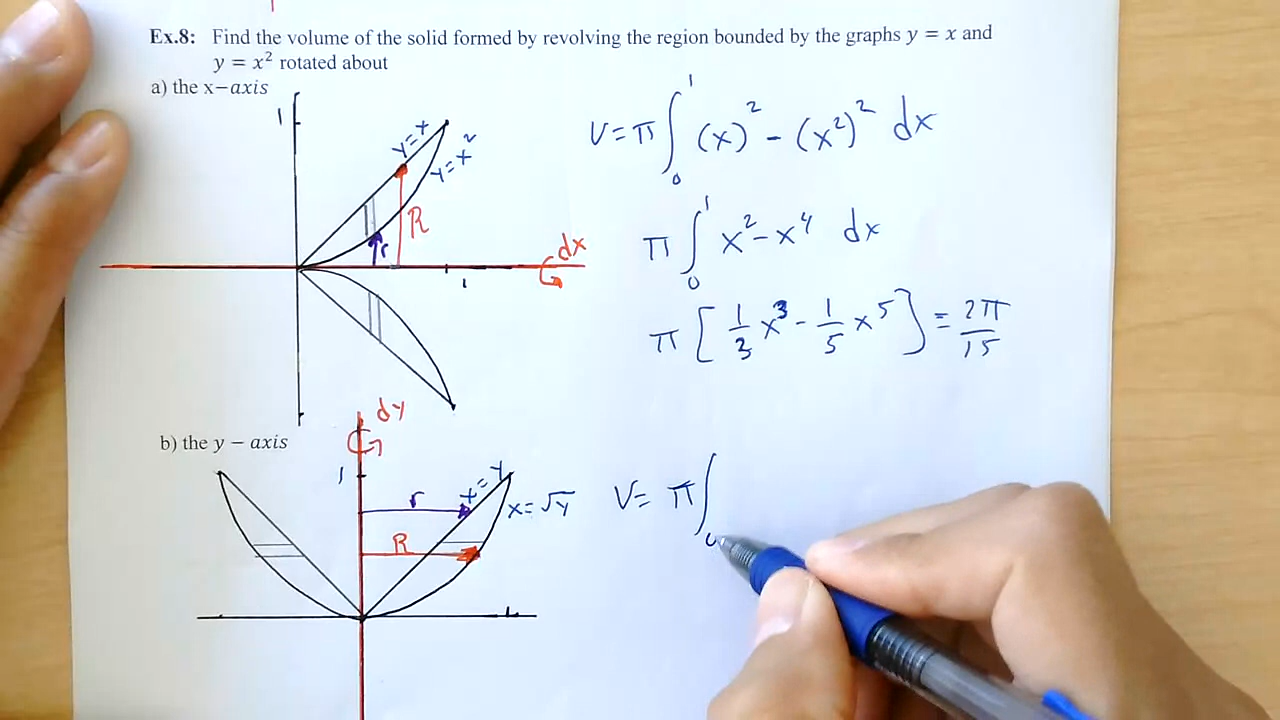 Ex.8: Find the volume of the solid formed by revolving the region bounded by the graphs y = x and
y = x² rotated about
a) the x−axis
1
y=x
y=x²
R
r
dx
1
V=π∫₀¹ (x)² - (x²)² dx
π∫₀¹ x²-x⁴ dx
π[1/3 x³ - 1/5 x⁵] = 2π/15
b) the y − axis
dy
1
r
x=y
x=√y
R
1
V= π∫₀